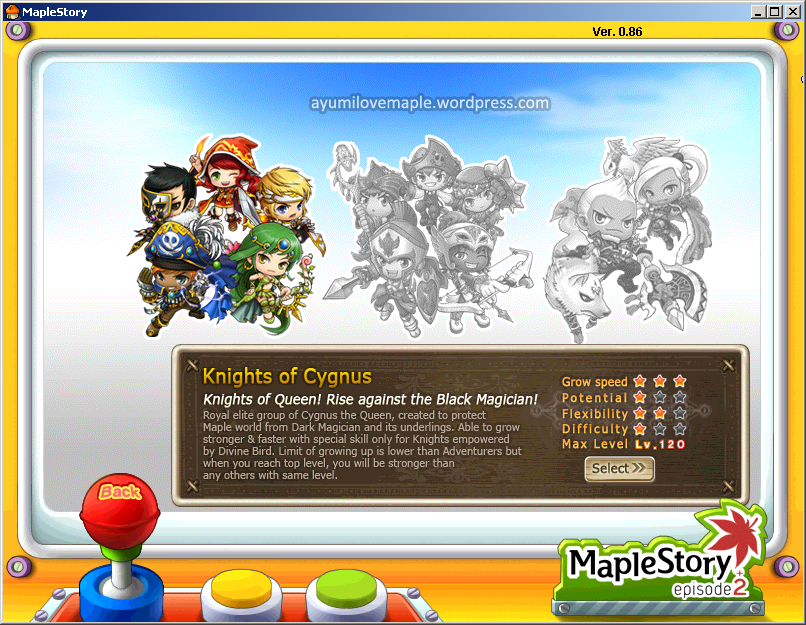 MapleStory
Ver. 0.86
ayumilovemaple.wordpress.com
Knights of Cygnus
Knights of Queen! Rise against the Black Magician!
Royal elite group of Cygnus the Queen, created to protect
Maple world from Dark Magician and its underlings. Able to grow
stronger & faster with special skill only for Knights empowered
by Divine Bird. Limit of growing up is lower than Adventurers but
when you reach top level, you will be stronger than
any others with same level.
Grow speed
Potential
Flexibility
Difficulty
Max Level Lv.120
Select
Back
MapleStory
episode 2